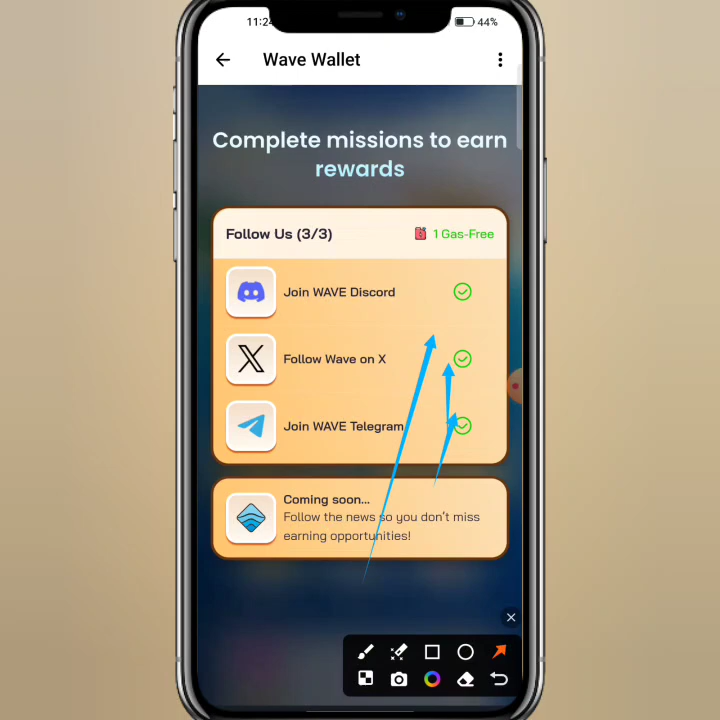 11:24
44%
Wave Wallet
Complete missions to earn
rewards
Follow Us (3/3)
1 Gas-Free
Join WAVE Discord
Follow Wave on X
Join WAVE Telegram
Coming soon...
Follow the news so you don't miss
earning opportunities!